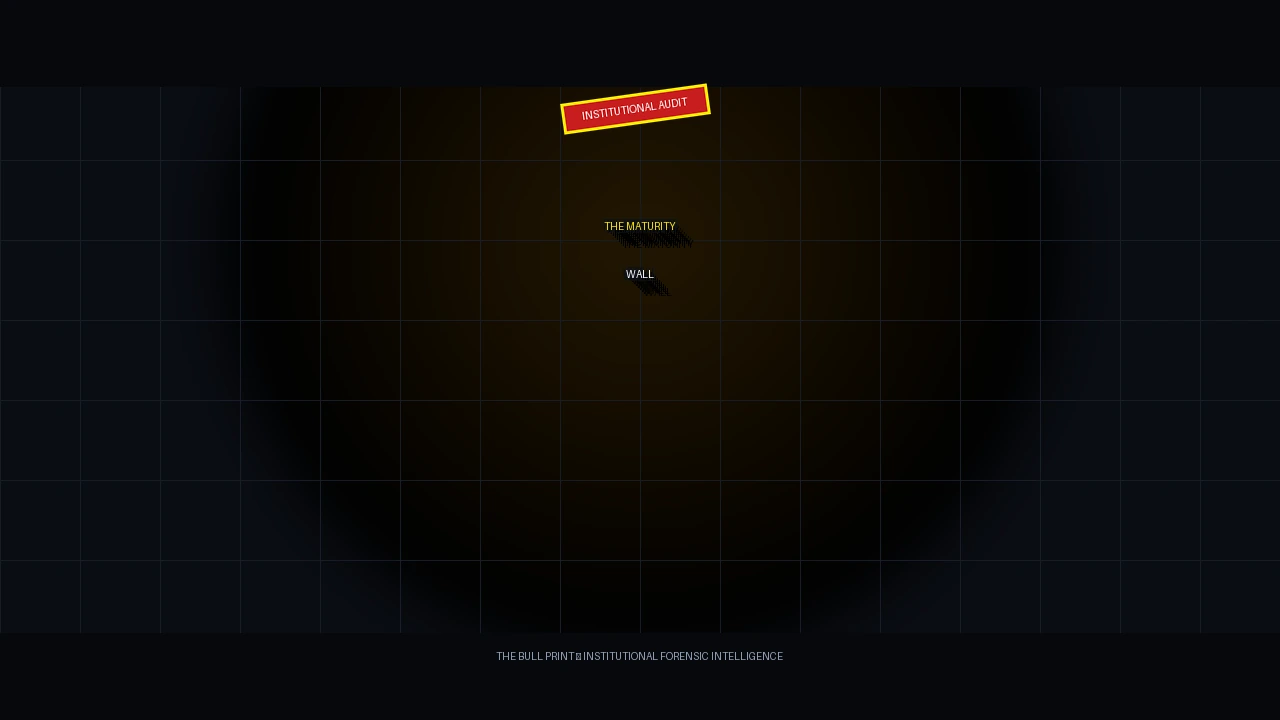 INSTITUTIONAL AUDIT
THE MATURITY
WALL
THE BULL PRINT ▯ INSTITUTIONAL FORENSIC INTELLIGENCE